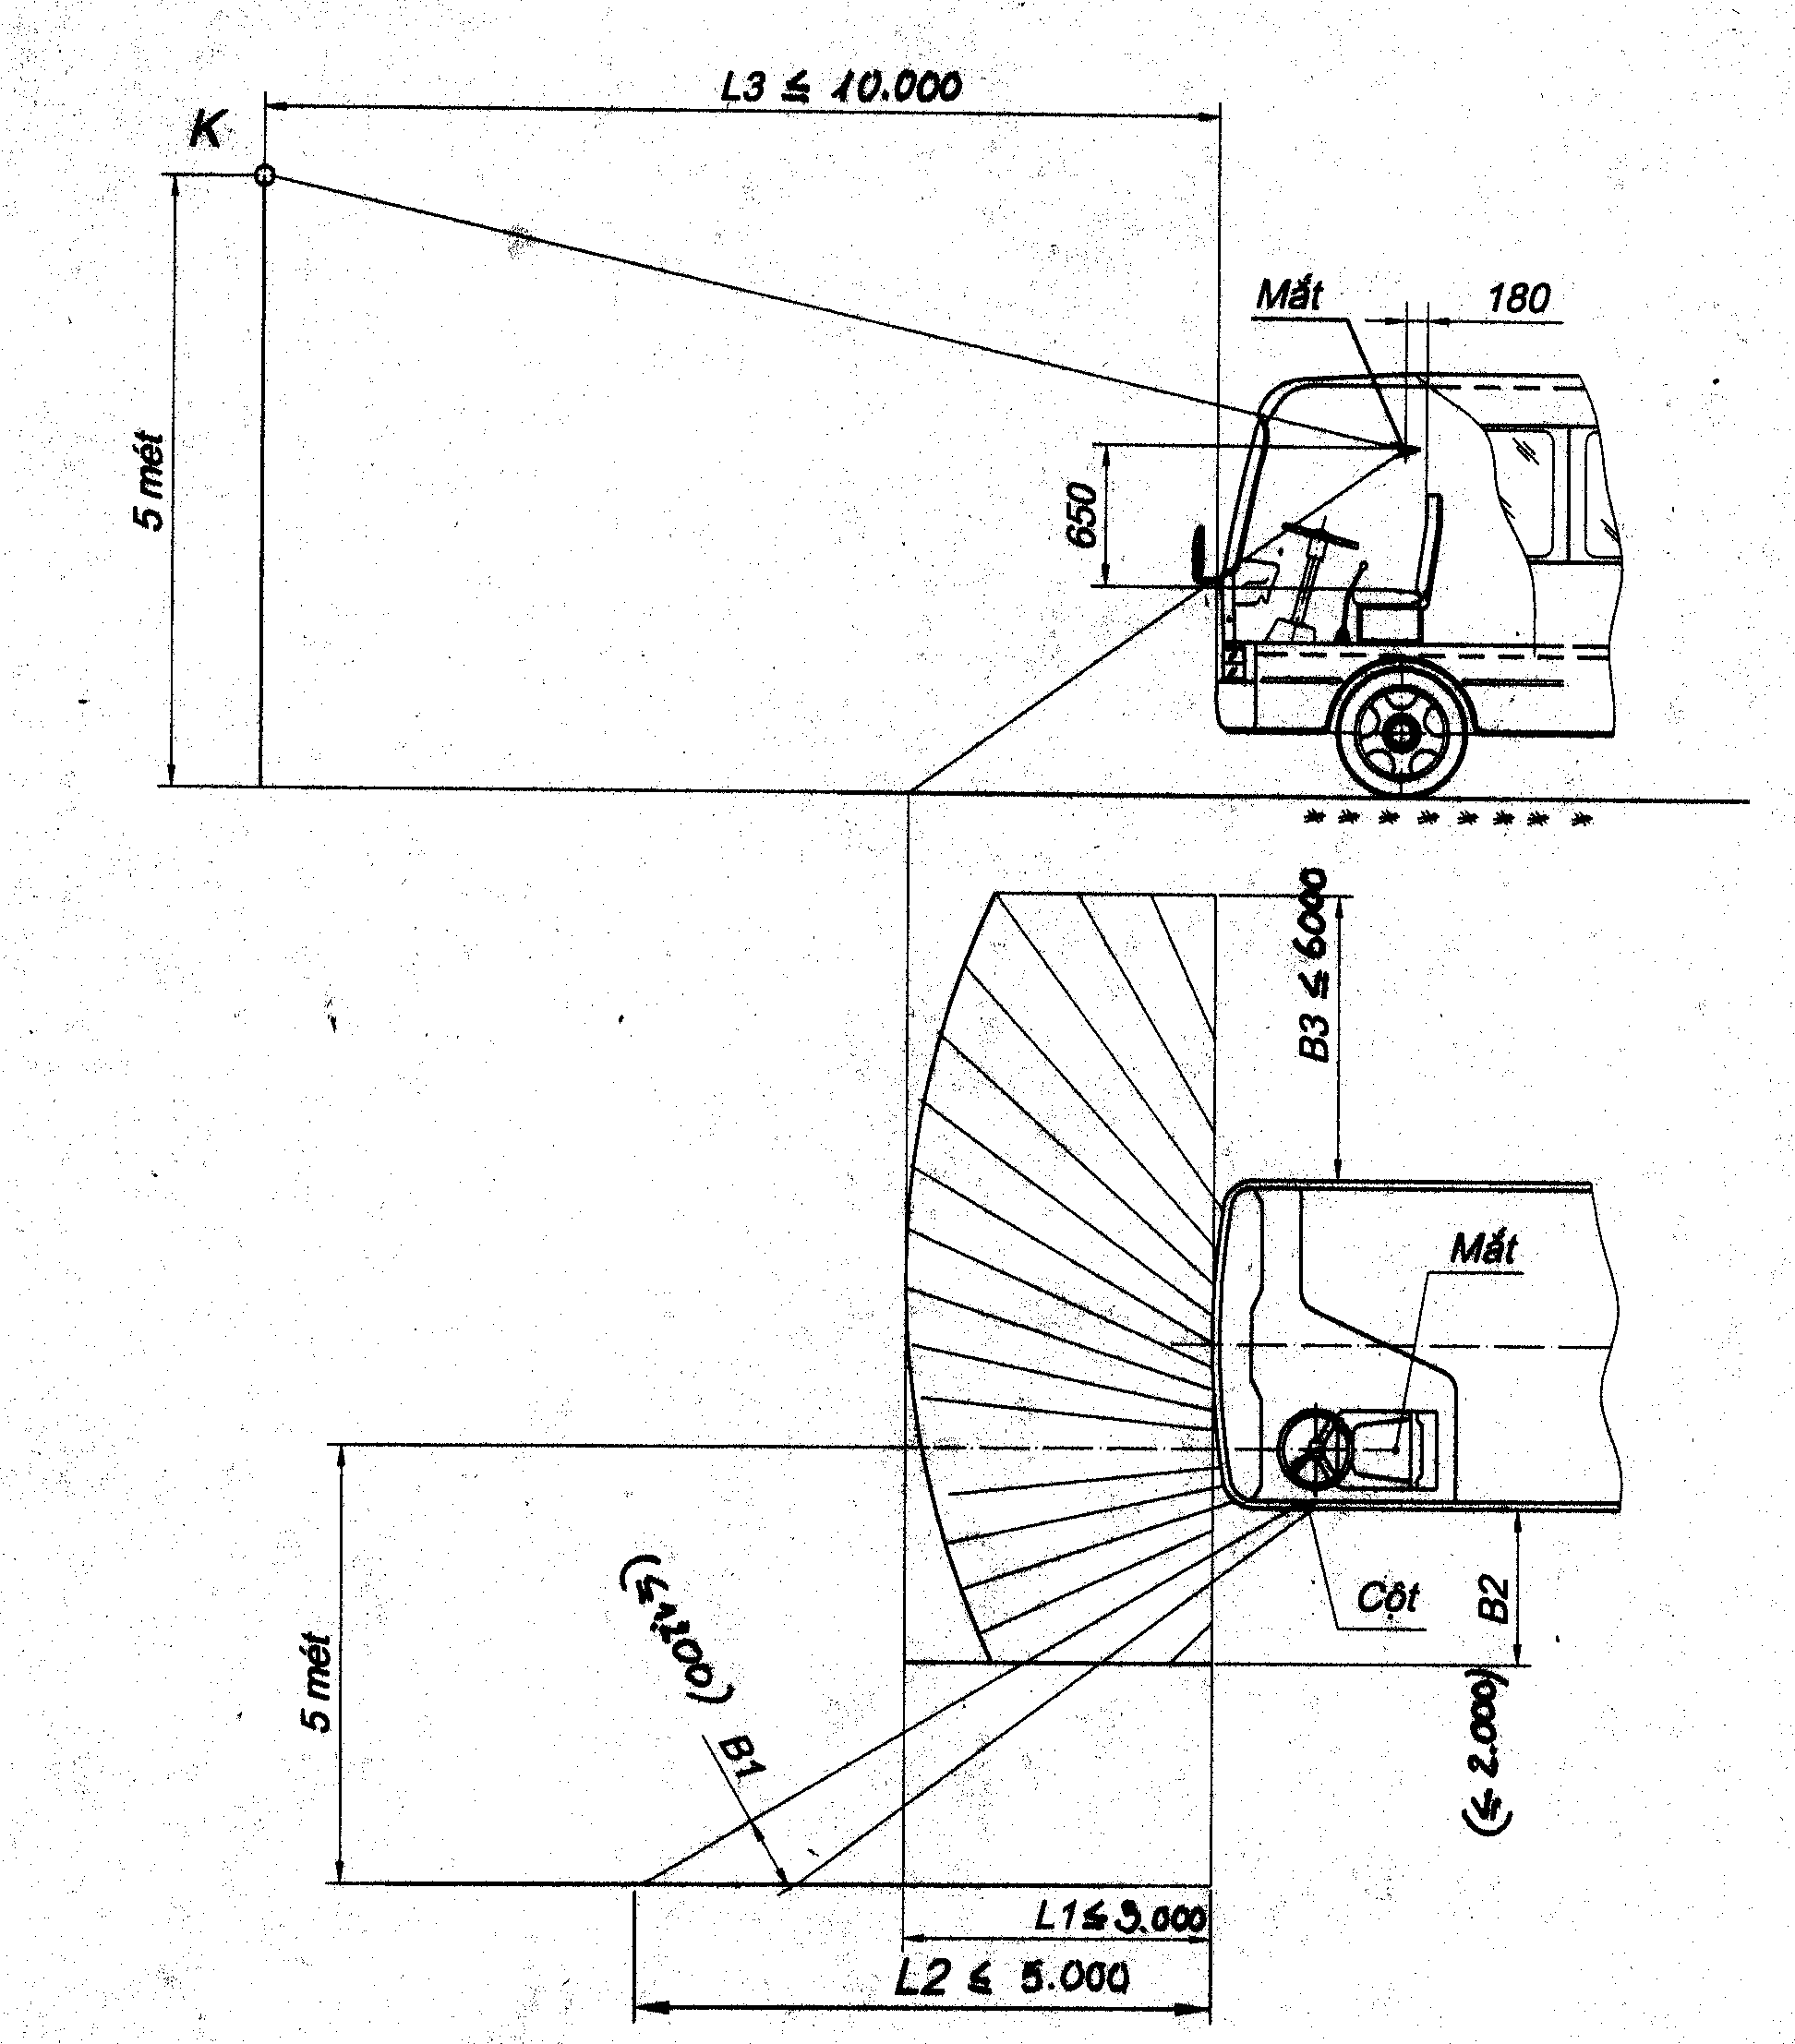 L3 ≤ 10.000
K
Mắt
180
5 mét
650
B3 ≤ 6000
Mắt
5 mét
(≤ 1200)
B1
Cột
B2
(≤ 2.000)
L1 ≤ 3.000
L2 ≤ 5.000